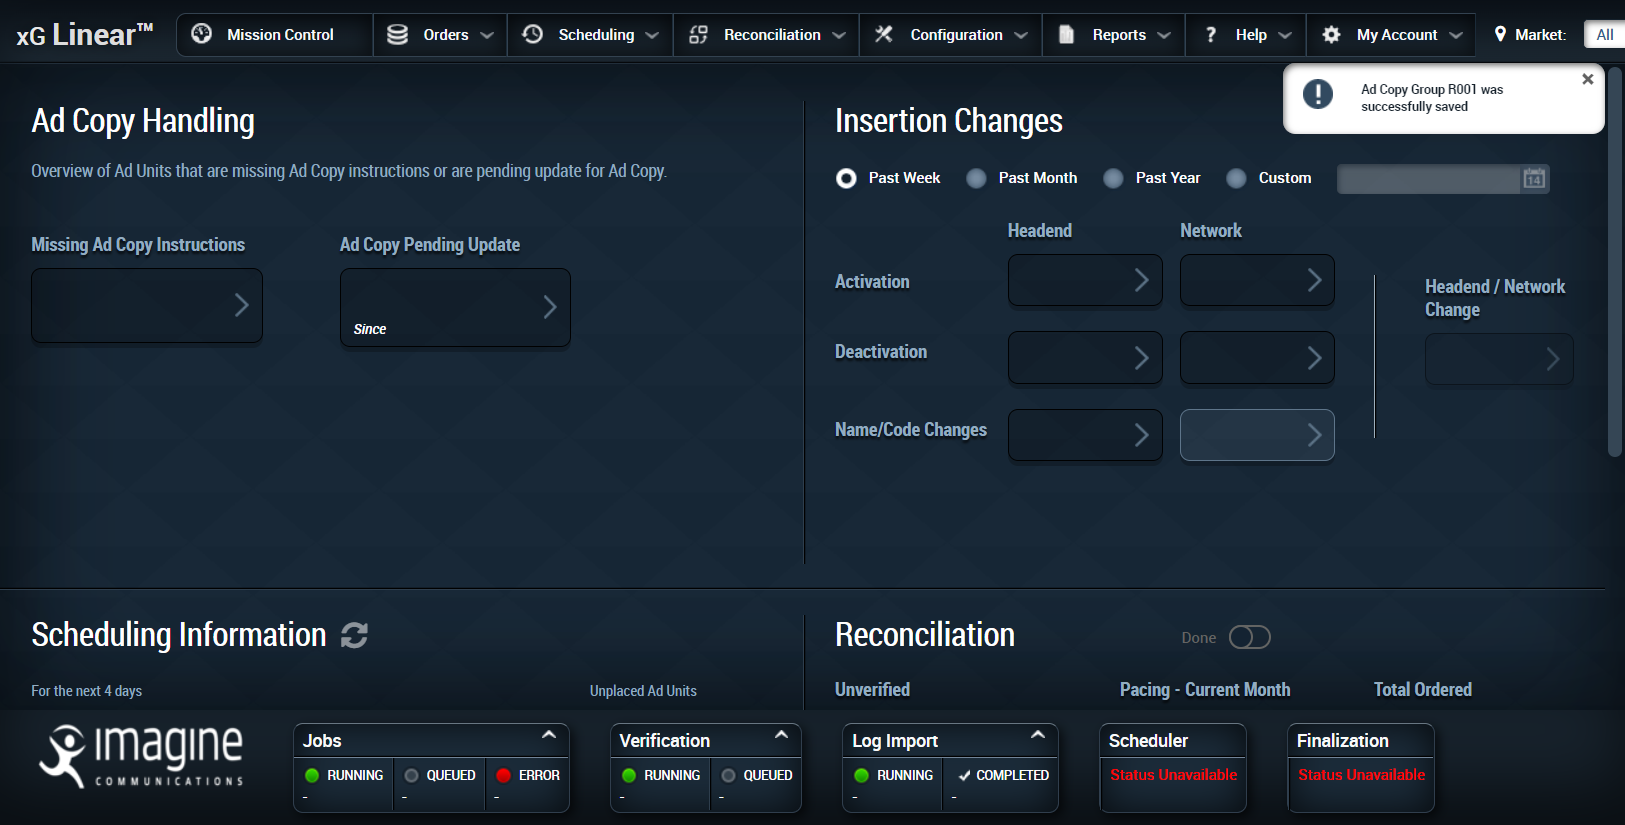 xG Linear™
Mission Control
Orders
Scheduling
Reconciliation
Configuration
Reports
? Help
My Account
Market:
All
Ad Copy Group R001 was
successfully saved
Ad Copy Handling
Overview of Ad Units that are missing Ad Copy instructions or are pending update for Ad Copy.
Missing Ad Copy Instructions
Ad Copy Pending Update
Since
Insertion Changes
Past Week
Past Month
Past Year
Custom
14
Headend
Network
Activation
Deactivation
Name/Code Changes
Headend / Network
Change
Scheduling Information
For the next 4 days
Unplaced Ad Units
Reconciliation
Done
Unverified
Pacing - Current Month
Total Ordered
imagine
COMMUNICATIONS
Jobs
RUNNING
-
QUEUED
-
ERROR
-
Verification
RUNNING
-
QUEUED
-
Log Import
RUNNING
-
COMPLETED
-
Scheduler
Status Unavailable
Finalization
Status Unavailable